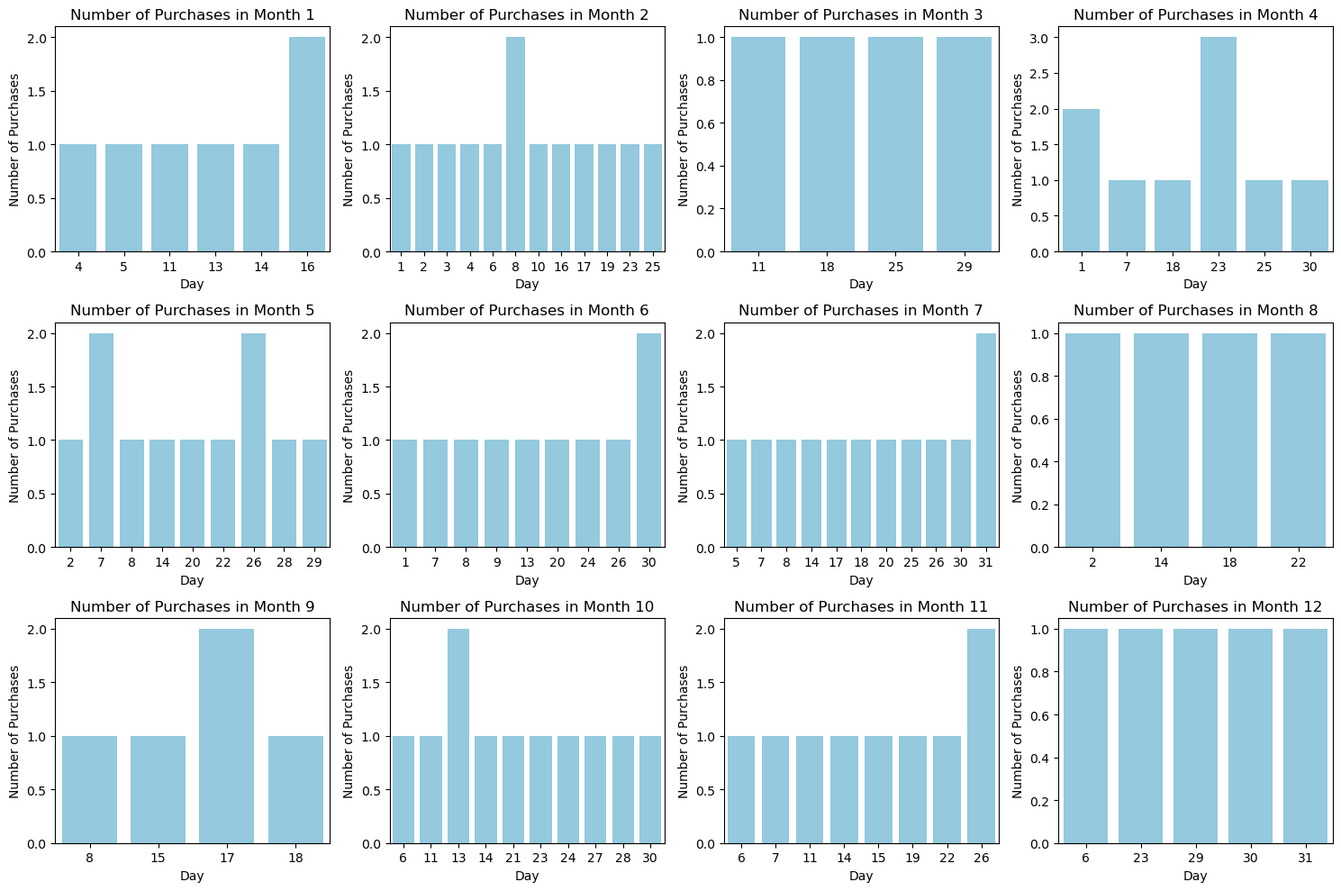 Number of Purchases in Month 1
Number of Purchases
2.0
1.5
1.0
0.5
0.0
4 5 11 13 14 16
Day
Number of Purchases in Month 2
Number of Purchases
2.0
1.5
1.0
0.5
0.0
1 2 3 4 6 8 10 16 17 19 23 25
Day
Number of Purchases in Month 3
Number of Purchases
1.0
0.8
0.6
0.4
0.2
0.0
11 18 25 29
Day
Number of Purchases in Month 4
Number of Purchases
3.0
2.5
2.0
1.5
1.0
0.5
0.0
1 7 18 23 25 30
Day
Number of Purchases in Month 5
Number of Purchases
2.0
1.5
1.0
0.5
0.0
2 7 8 14 20 22 26 28 29
Day
Number of Purchases in Month 6
Number of Purchases
2.0
1.5
1.0
0.5
0.0
1 7 8 9 13 20 24 26 30
Day
Number of Purchases in Month 7
Number of Purchases
2.0
1.5
1.0
0.5
0.0
5 7 8 14 17 18 20 25 26 30 31
Day
Number of Purchases in Month 8
Number of Purchases
1.0
0.8
0.6
0.4
0.2
0.0
2 14 18 22
Day
Number of Purchases in Month 9
Number of Purchases
2.0
1.5
1.0
0.5
0.0
8 15 17 18
Day
Number of Purchases in Month 10
Number of Purchases
2.0
1.5
1.0
0.5
0.0
6 11 13 14 21 23 24 27 28 30
Day
Number of Purchases in Month 11
Number of Purchases
2.0
1.5
1.0
0.5
0.0
6 7 11 14 15 19 22 26
Day
Number of Purchases in Month 12
Number of Purchases
1.0
0.8
0.6
0.4
0.2
0.0
6 23 29 30 31
Day